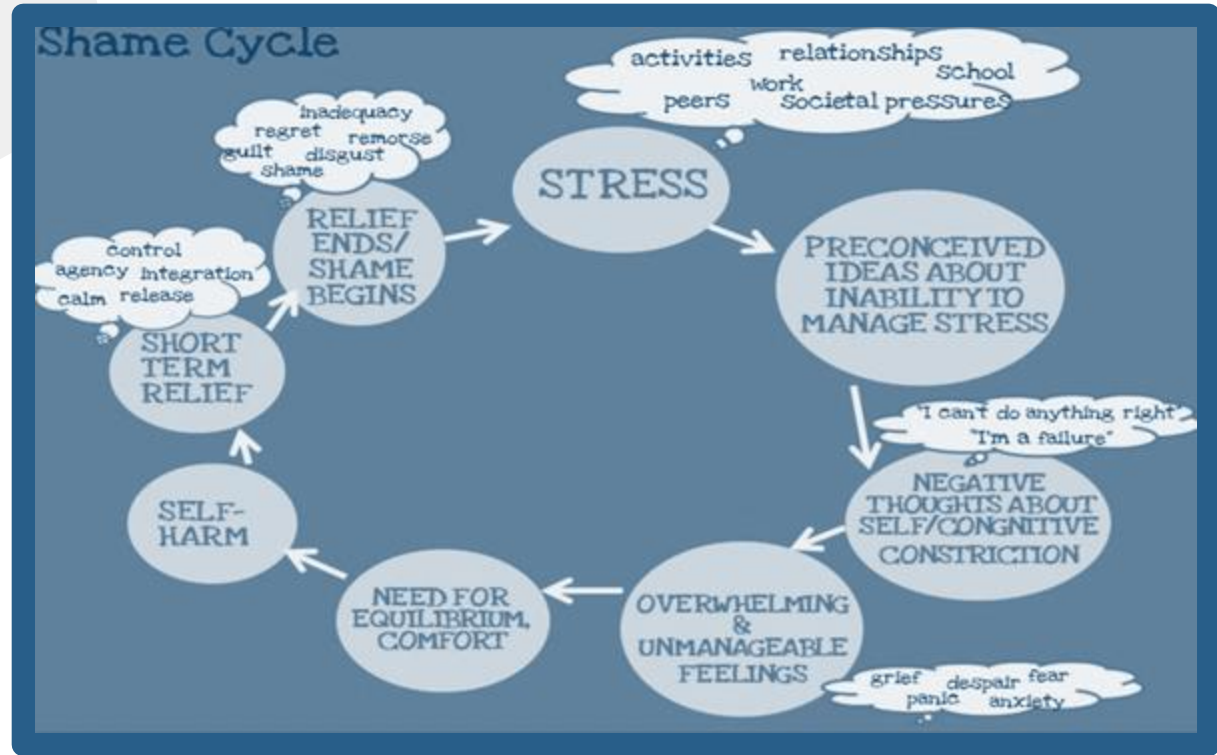 Shame Cycle
activities relationships
work school
peers societal pressures
STRESS
PRECONCEIVED
IDEAS ABOUT
INABILITY TO
MANAGE STRESS
"I can't do anything right"
"I'm a failure"
NEGATIVE
THOUGHTS ABOUT
SELF/CONGNITIVE
CONSTRICTION
OVERWHELMING
&
UNMANAGEABLE
FEELINGS
grief despair fear
panic anxiety
NEED FOR
EQUILIBRIUM,
COMFORT
SELF-
HARM
SHORT
TERM
RELIEF
control
agency integration
calm release
RELIEF
ENDS/
SHAME
BEGINS
inadequacy
regret remorse
guilt disgust
shame